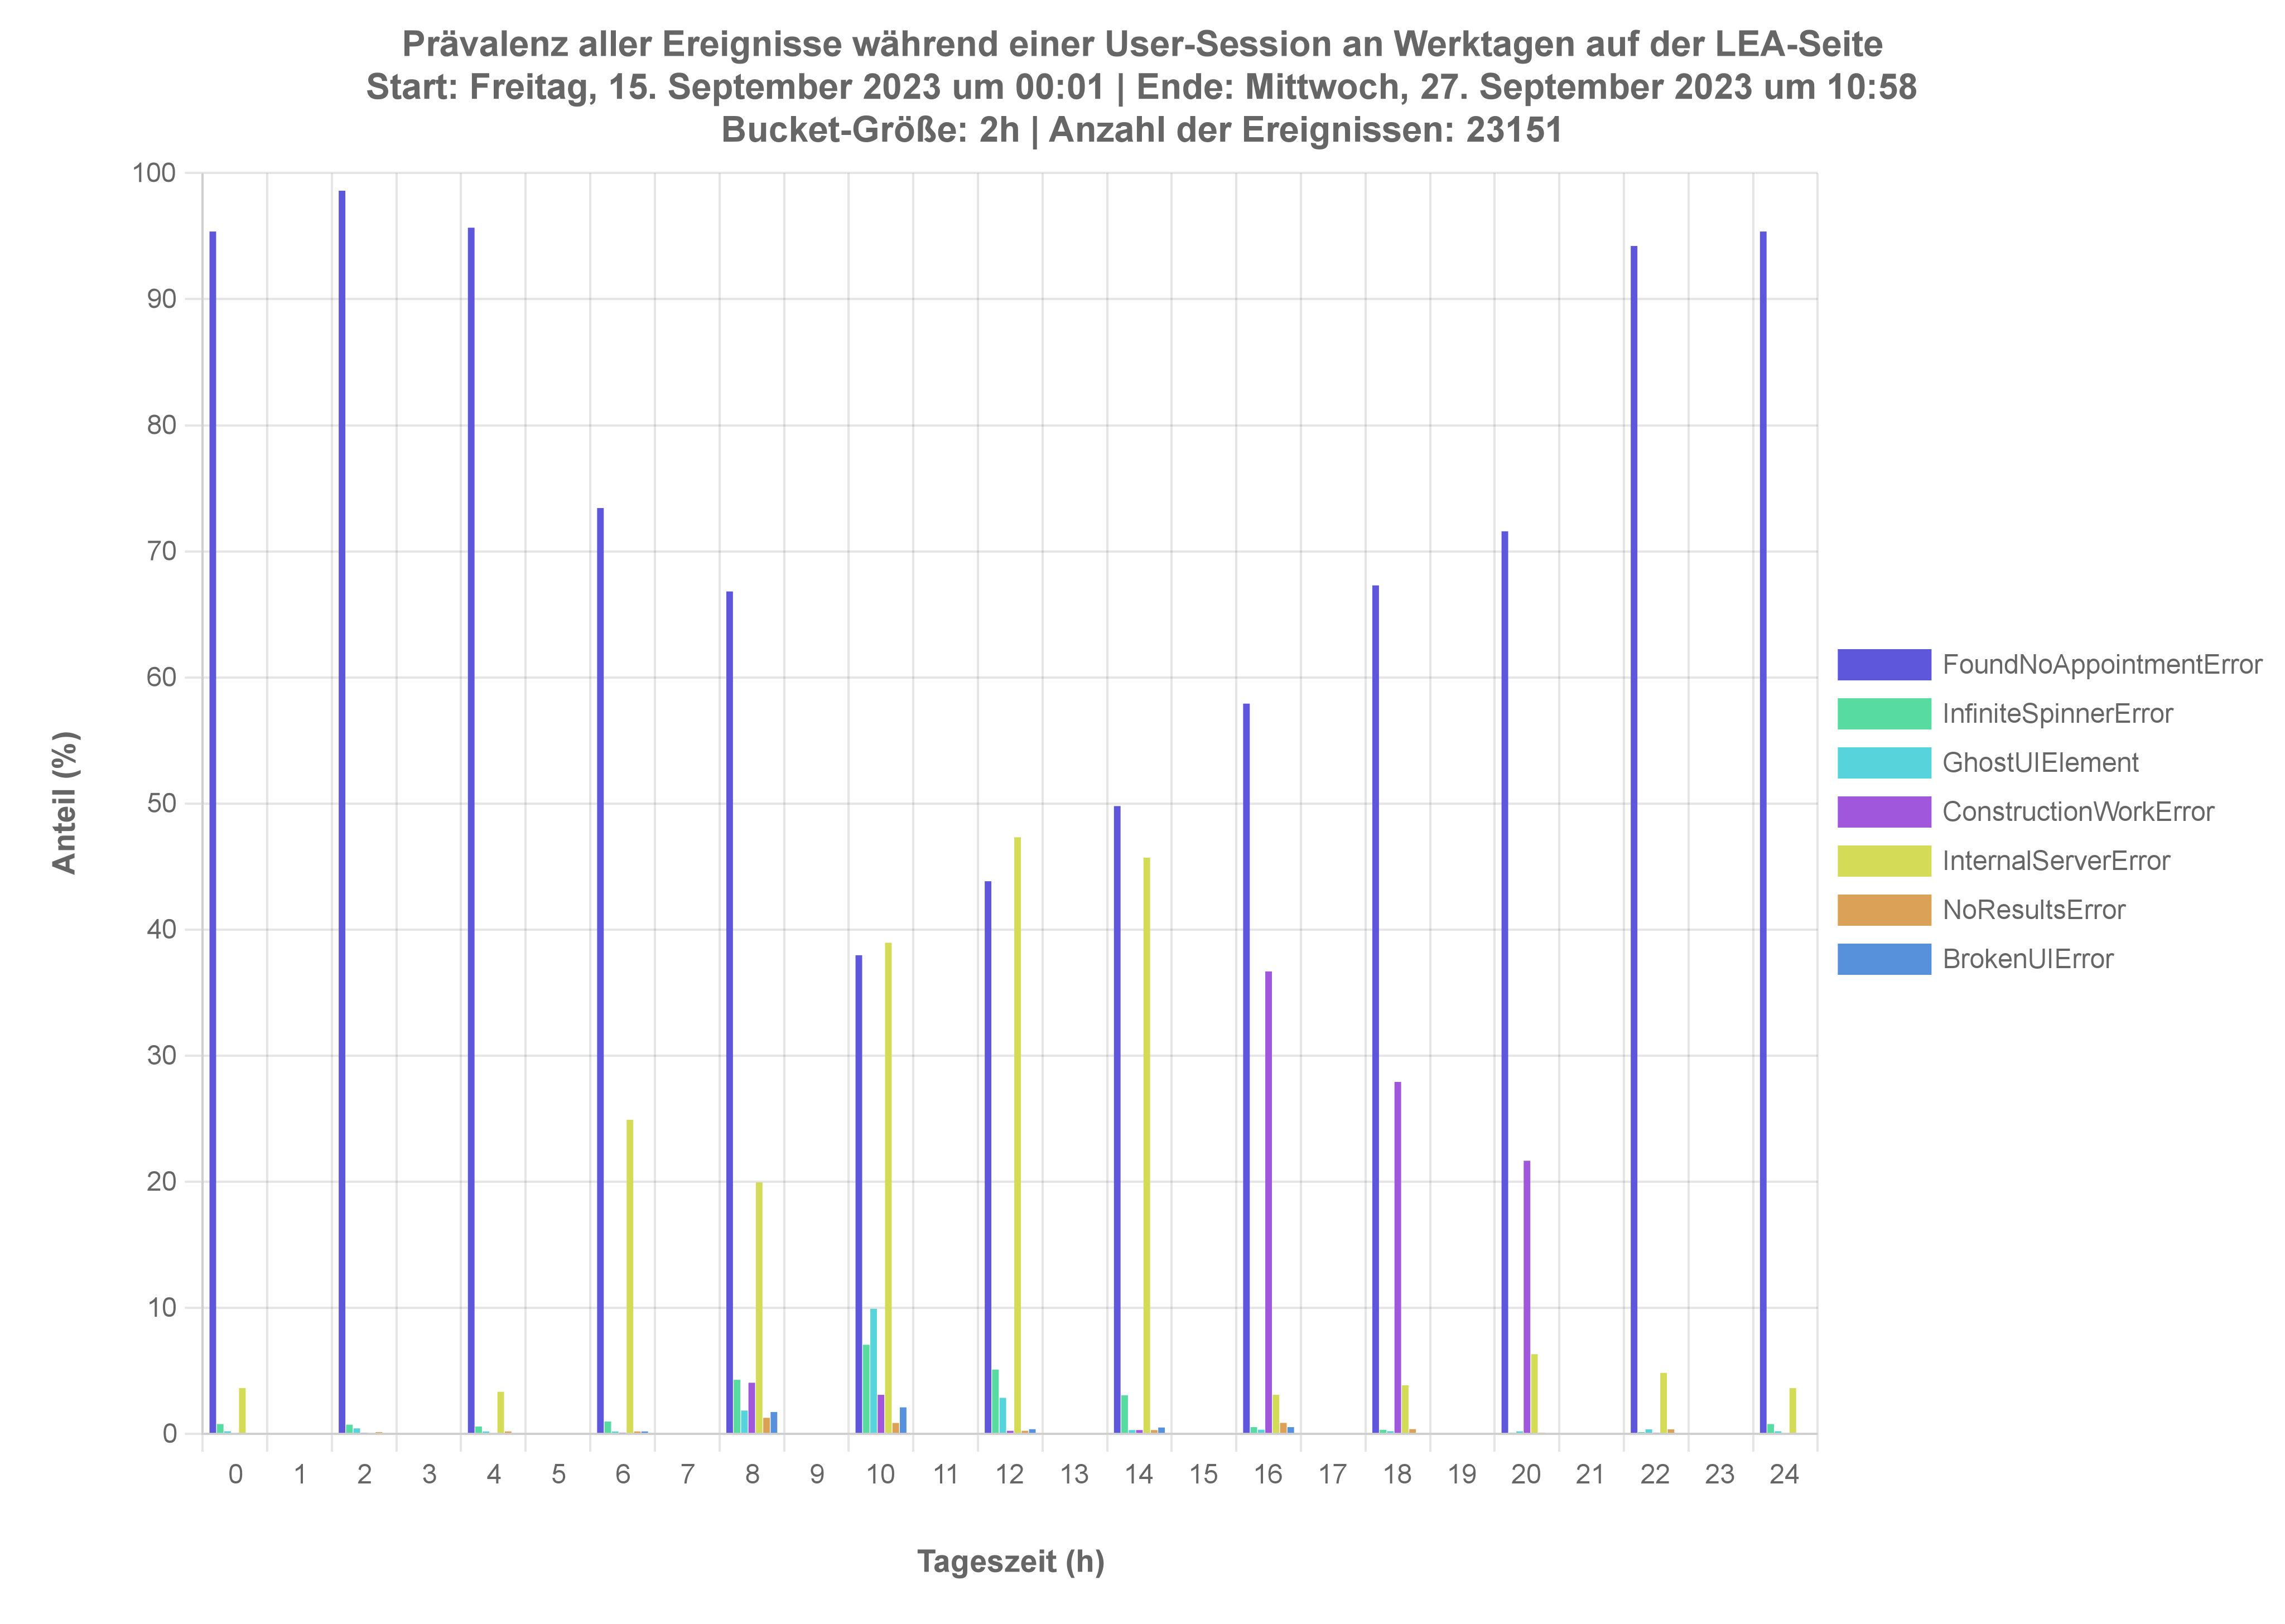 Prävalenz aller Ereignisse während einer User-Session an Werktagen auf der LEA-Seite
Start: Freitag, 15. September 2023 um 00:01 | Ende: Mittwoch, 27. September 2023 um 10:58
Bucket-Größe: 2h | Anzahl der Ereignissen: 23151
100
90
80
70
60
50
40
30
20
10
0
Anteil (%)
0 1 2 3 4 5 6 7 8 9 10 11 12 13 14 15 16 17 18 19 20 21 22 23 24
Tageszeit (h)
FoundNoAppointmentError
InfiniteSpinnerError
GhostUIElement
ConstructionWorkError
InternalServerError
NoResultsError
BrokenUIError